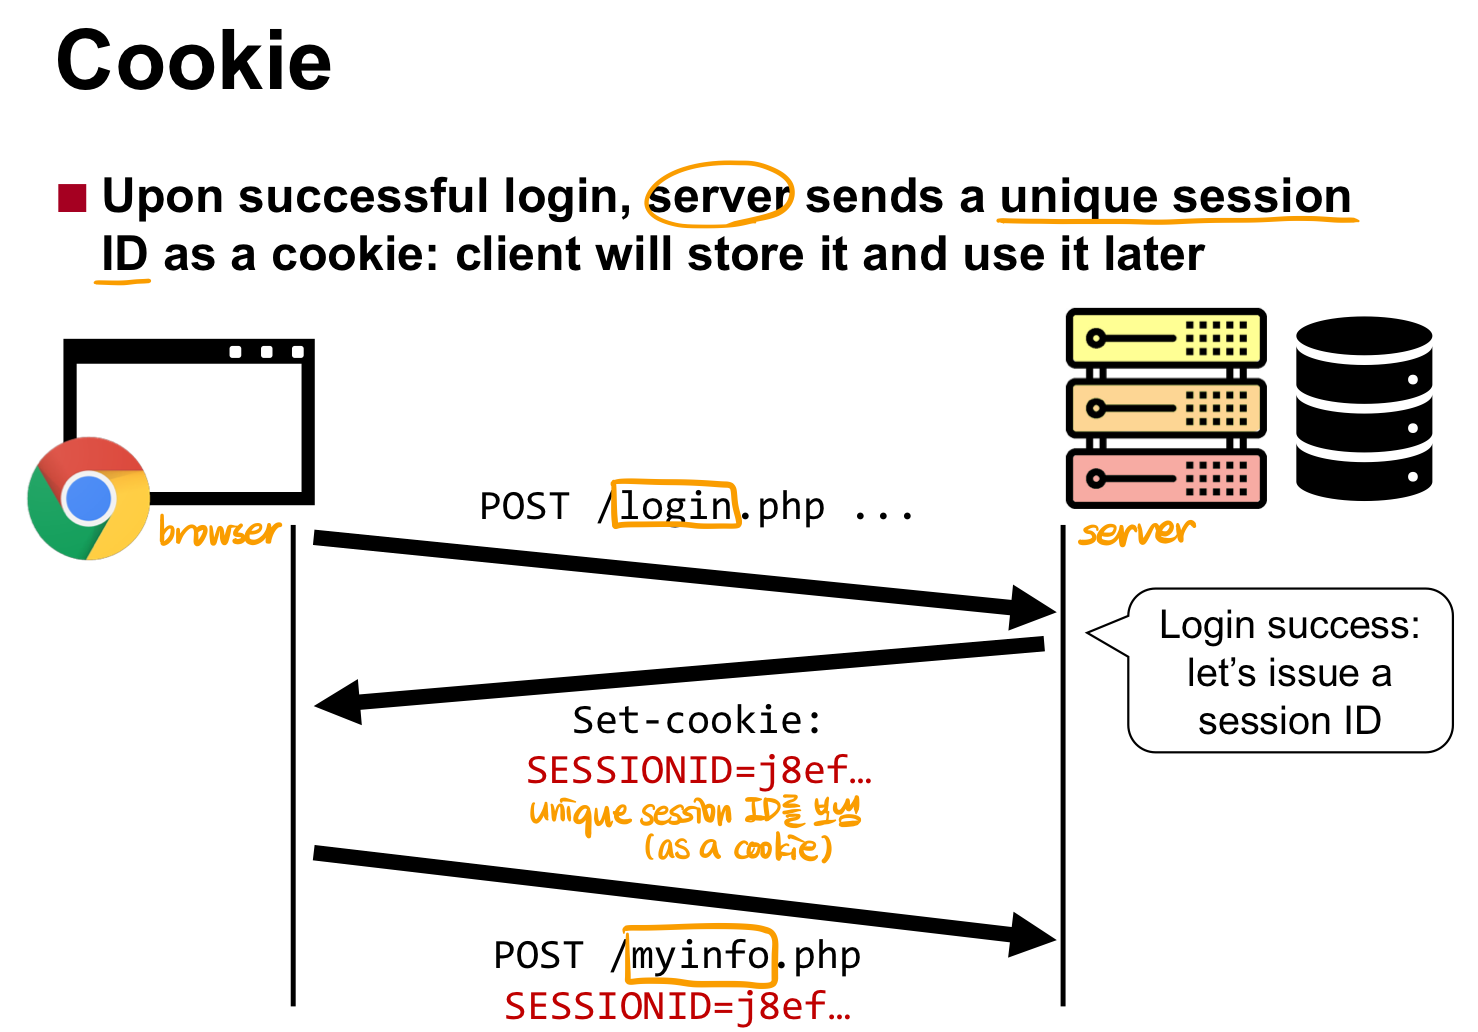 Cookie
Upon successful login, server sends a unique session
ID as a cookie: client will store it and use it later
POST /login.php ...
browser
server
Login success:
let's issue a
session ID
Set-cookie:
SESSIONID=j8ef…
unique session ID를 보냄
(as a cookie)
POST /myinfo.php
SESSIONID=j8ef…